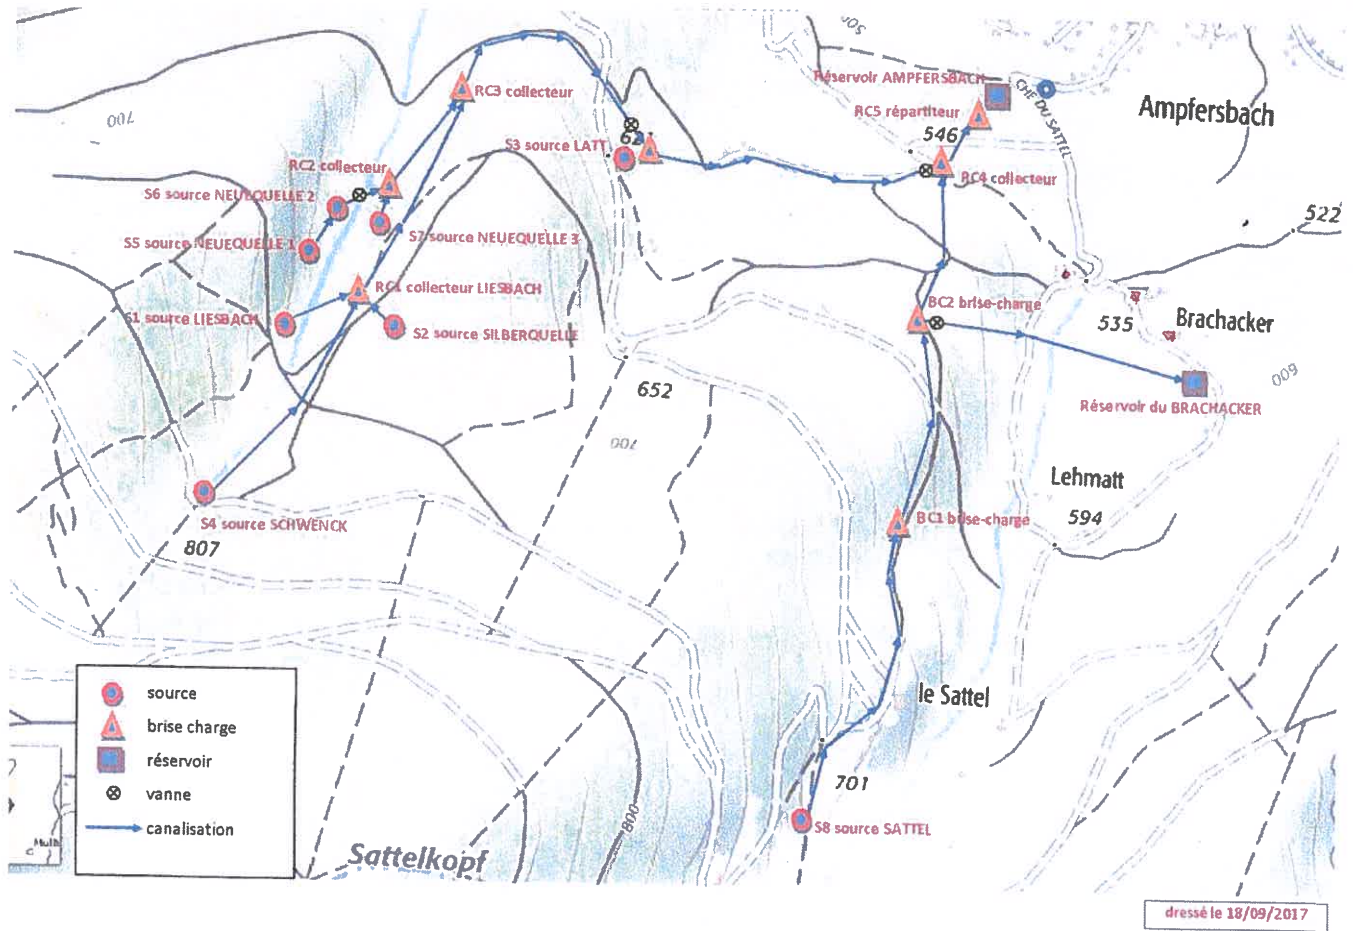 Réservoir AMPFERSBACH
CHE DU SATTEL
Ampfersbach
RC3 collecteur
RC5 répartiteur
700
546
S3 source LATT
RC2 collecteur
RC4 collecteur
S6 source NEUEQUELLE 2
522
S5 source NEUEQUELLE 1
S7 source NEUEQUELLE 3
RC1 collecteur LIESBACH
BC2 brise-charge
S1 source LIESBACH
S2 source SILBERQUELLE
535
Brachacker
652
600
Réservoir du BRACHACKER
700
Lehmatt
S4 source SCHWENCK
BC1 brise-charge
594
807
le Sattel
source
brise charge
réservoir
vanne
canalisation
701
800
S8 source SATTEL
Sattelkopf
dressé le 18/09/2017